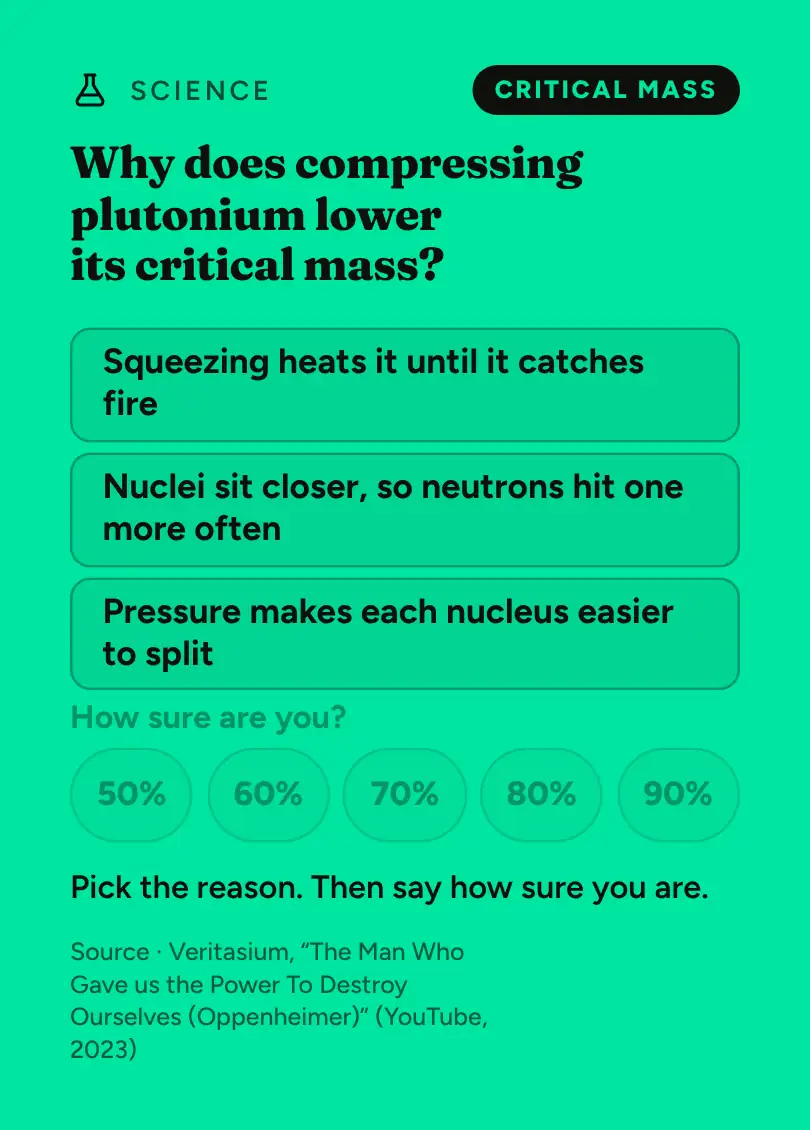 SCIENCE
CRITICAL MASS
Why does compressing
plutonium lower
its critical mass?
Squeezing heats it until it catches
fire
Nuclei sit closer, so neutrons hit one
more often
Pressure makes each nucleus easier
to split
How sure are you?
50% 60% 70% 80% 90%
Pick the reason. Then say how sure you are.
Source · Veritasium, “The Man Who
Gave us the Power To Destroy
Ourselves (Oppenheimer)” (YouTube,
2023)